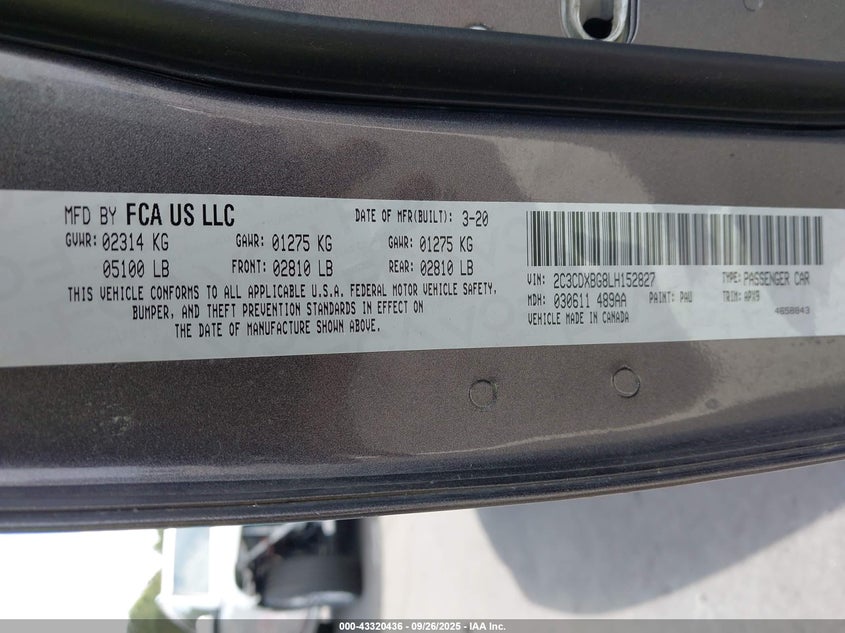 MFD BY FCA US LLC
DATE OF MFR(BUILT): 3-20
GVWR: 02314 KG GAWR: 01275 KG GAWR: 01275 KG
05100 LB FRONT: 02810 LB REAR: 02810 LB
THIS VEHICLE CONFORMS TO ALL APPLICABLE U.S.A. FEDERAL MOTOR VEHICLE SAFETY,
BUMPER, AND THEFT PREVENTION STANDARDS IN EFFECT ON
THE DATE OF MANUFACTURE SHOWN ABOVE.
VIN: 2C3CDXBG8LH152827 TYPE: PASSENGER CAR
MDH: 030611 489AA PAINT: PAU TRIM: APX9
VEHICLE MADE IN CANADA 4658843
000-43320436 - 09/26/2025 - IAA Inc.